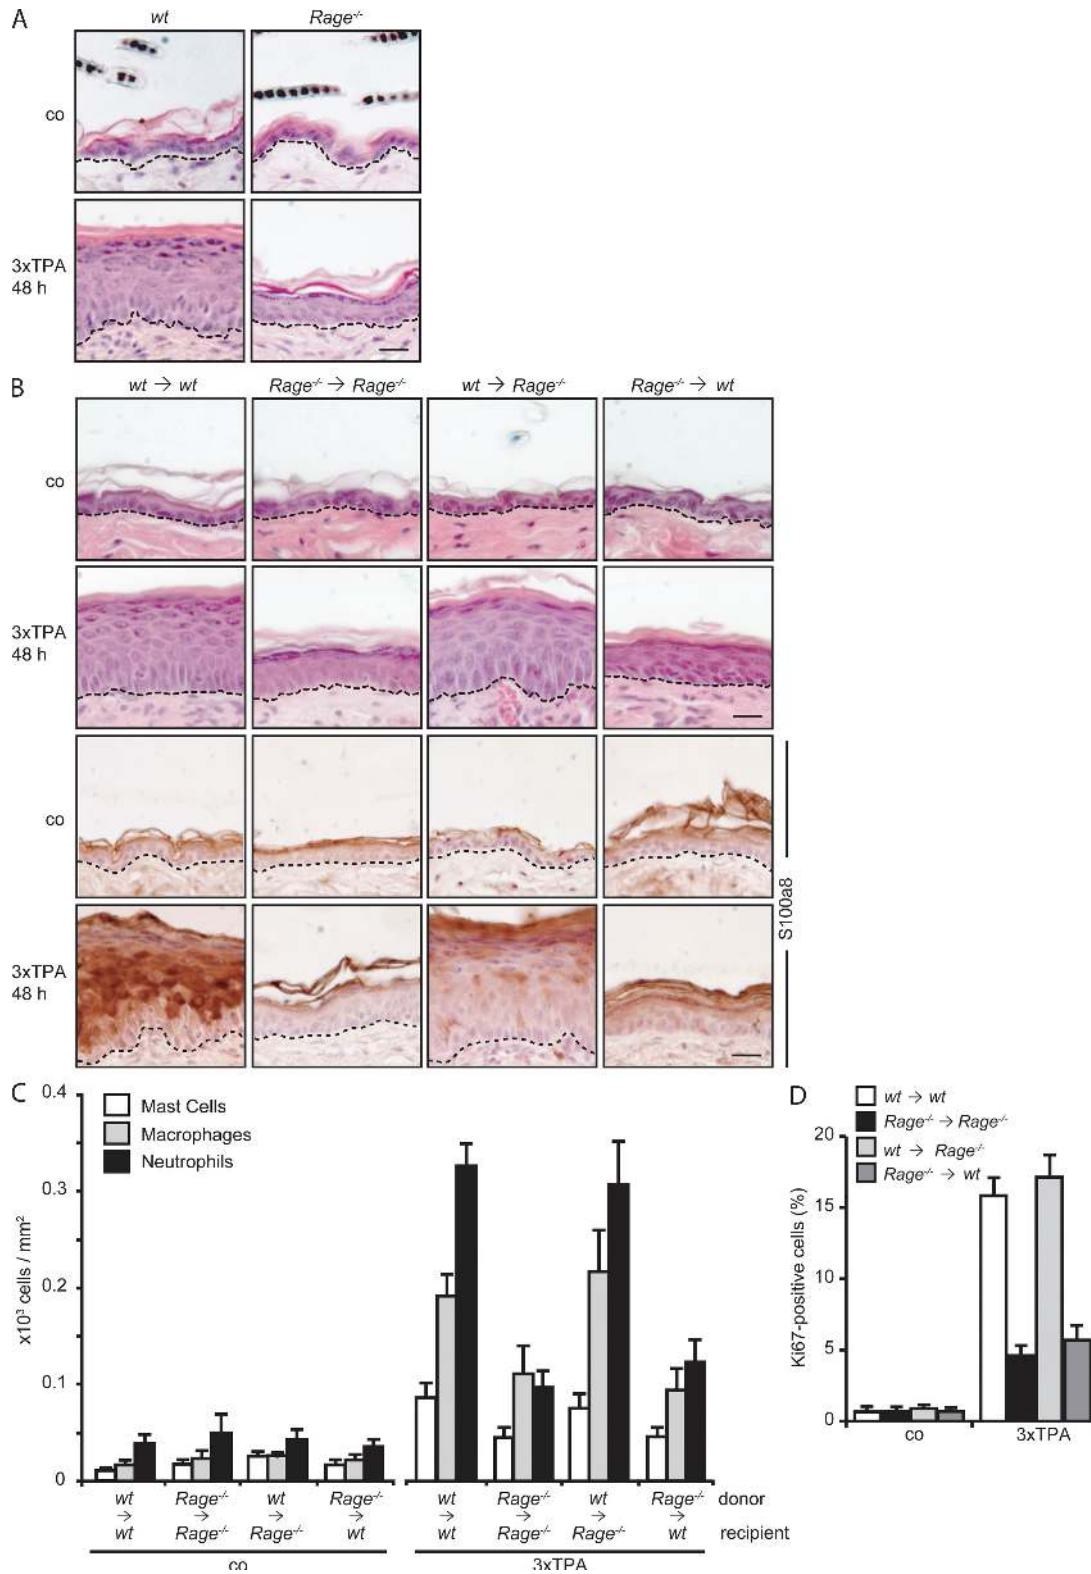 A
wt Rage-/-
co
3xTPA
48 h
B
wt → wt Rage-/- → Rage-/- wt → Rage-/- Rage-/- → wt
co
3xTPA
48 h
co
3xTPA
48 h
S100a8
C
0.4
0.3
0.2
0.1
0
x10³ cells / mm²
Mast Cells
Macrophages
Neutrophils
wt Rage-/- wt Rage-/- wt Rage-/- wt Rage-/- donor
→ → → → → → → →
wt Rage-/- Rage-/- wt wt Rage-/- Rage-/- wt recipient
co 3xTPA
D
wt → wt
Rage-/- → Rage-/-
wt → Rage-/-
Rage-/- → wt
20
15
10
5
0
Ki67-positive cells (%)
co 3xTPA